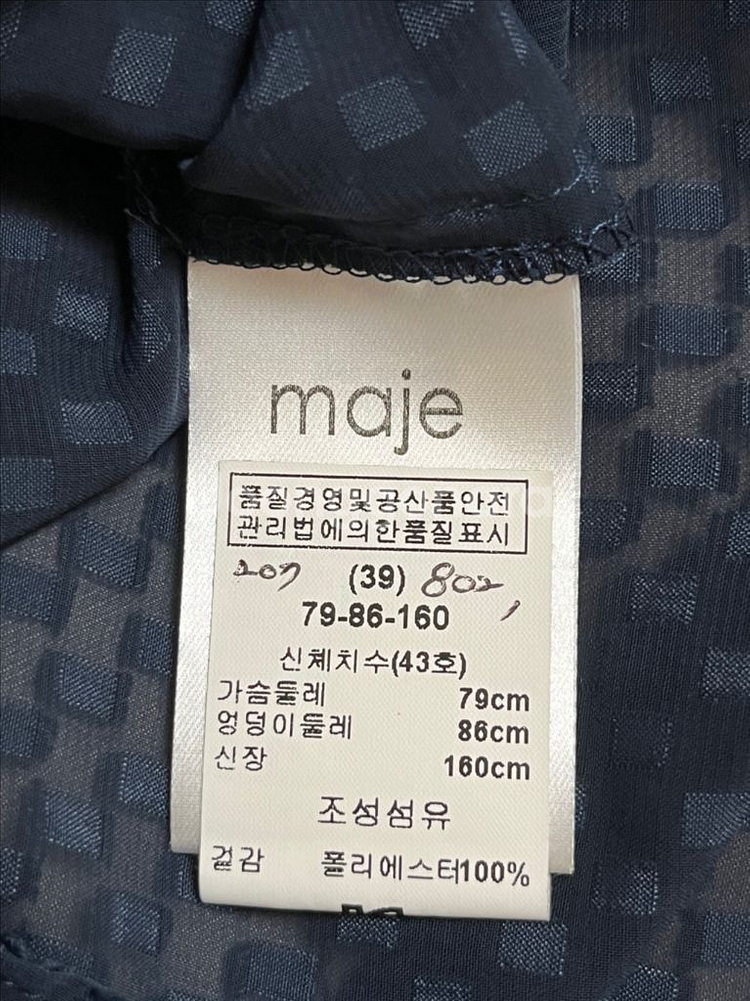 maje
품질경영및공산품안전
관리법에의한품질표시
207 (39) 802,
79-86-160
신체치수(43호)
가슴둘레 79cm
엉덩이둘레 86cm
신장 160cm
조성섬유
겉감 폴리에스터100%